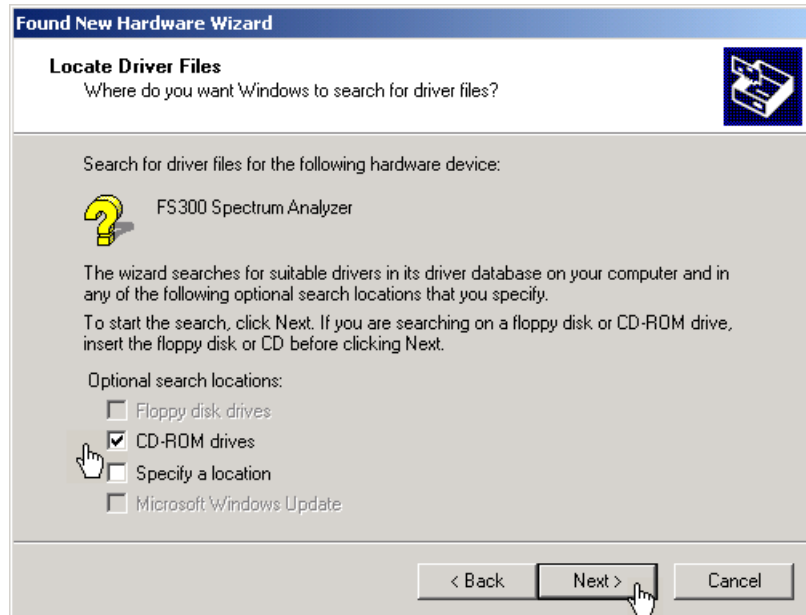 Found New Hardware Wizard
Locate Driver Files
Where do you want Windows to search for driver files?
Search for driver files for the following hardware device:
FS300 Spectrum Analyzer
The wizard searches for suitable drivers in its driver database on your computer and in
any of the following optional search locations that you specify.
To start the search, click Next. If you are searching on a floppy disk or CD-ROM drive,
insert the floppy disk or CD before clicking Next.
Optional search locations:
Floppy disk drives
CD-ROM drives
Specify a location
Microsoft Windows Update
< Back Next > Cancel